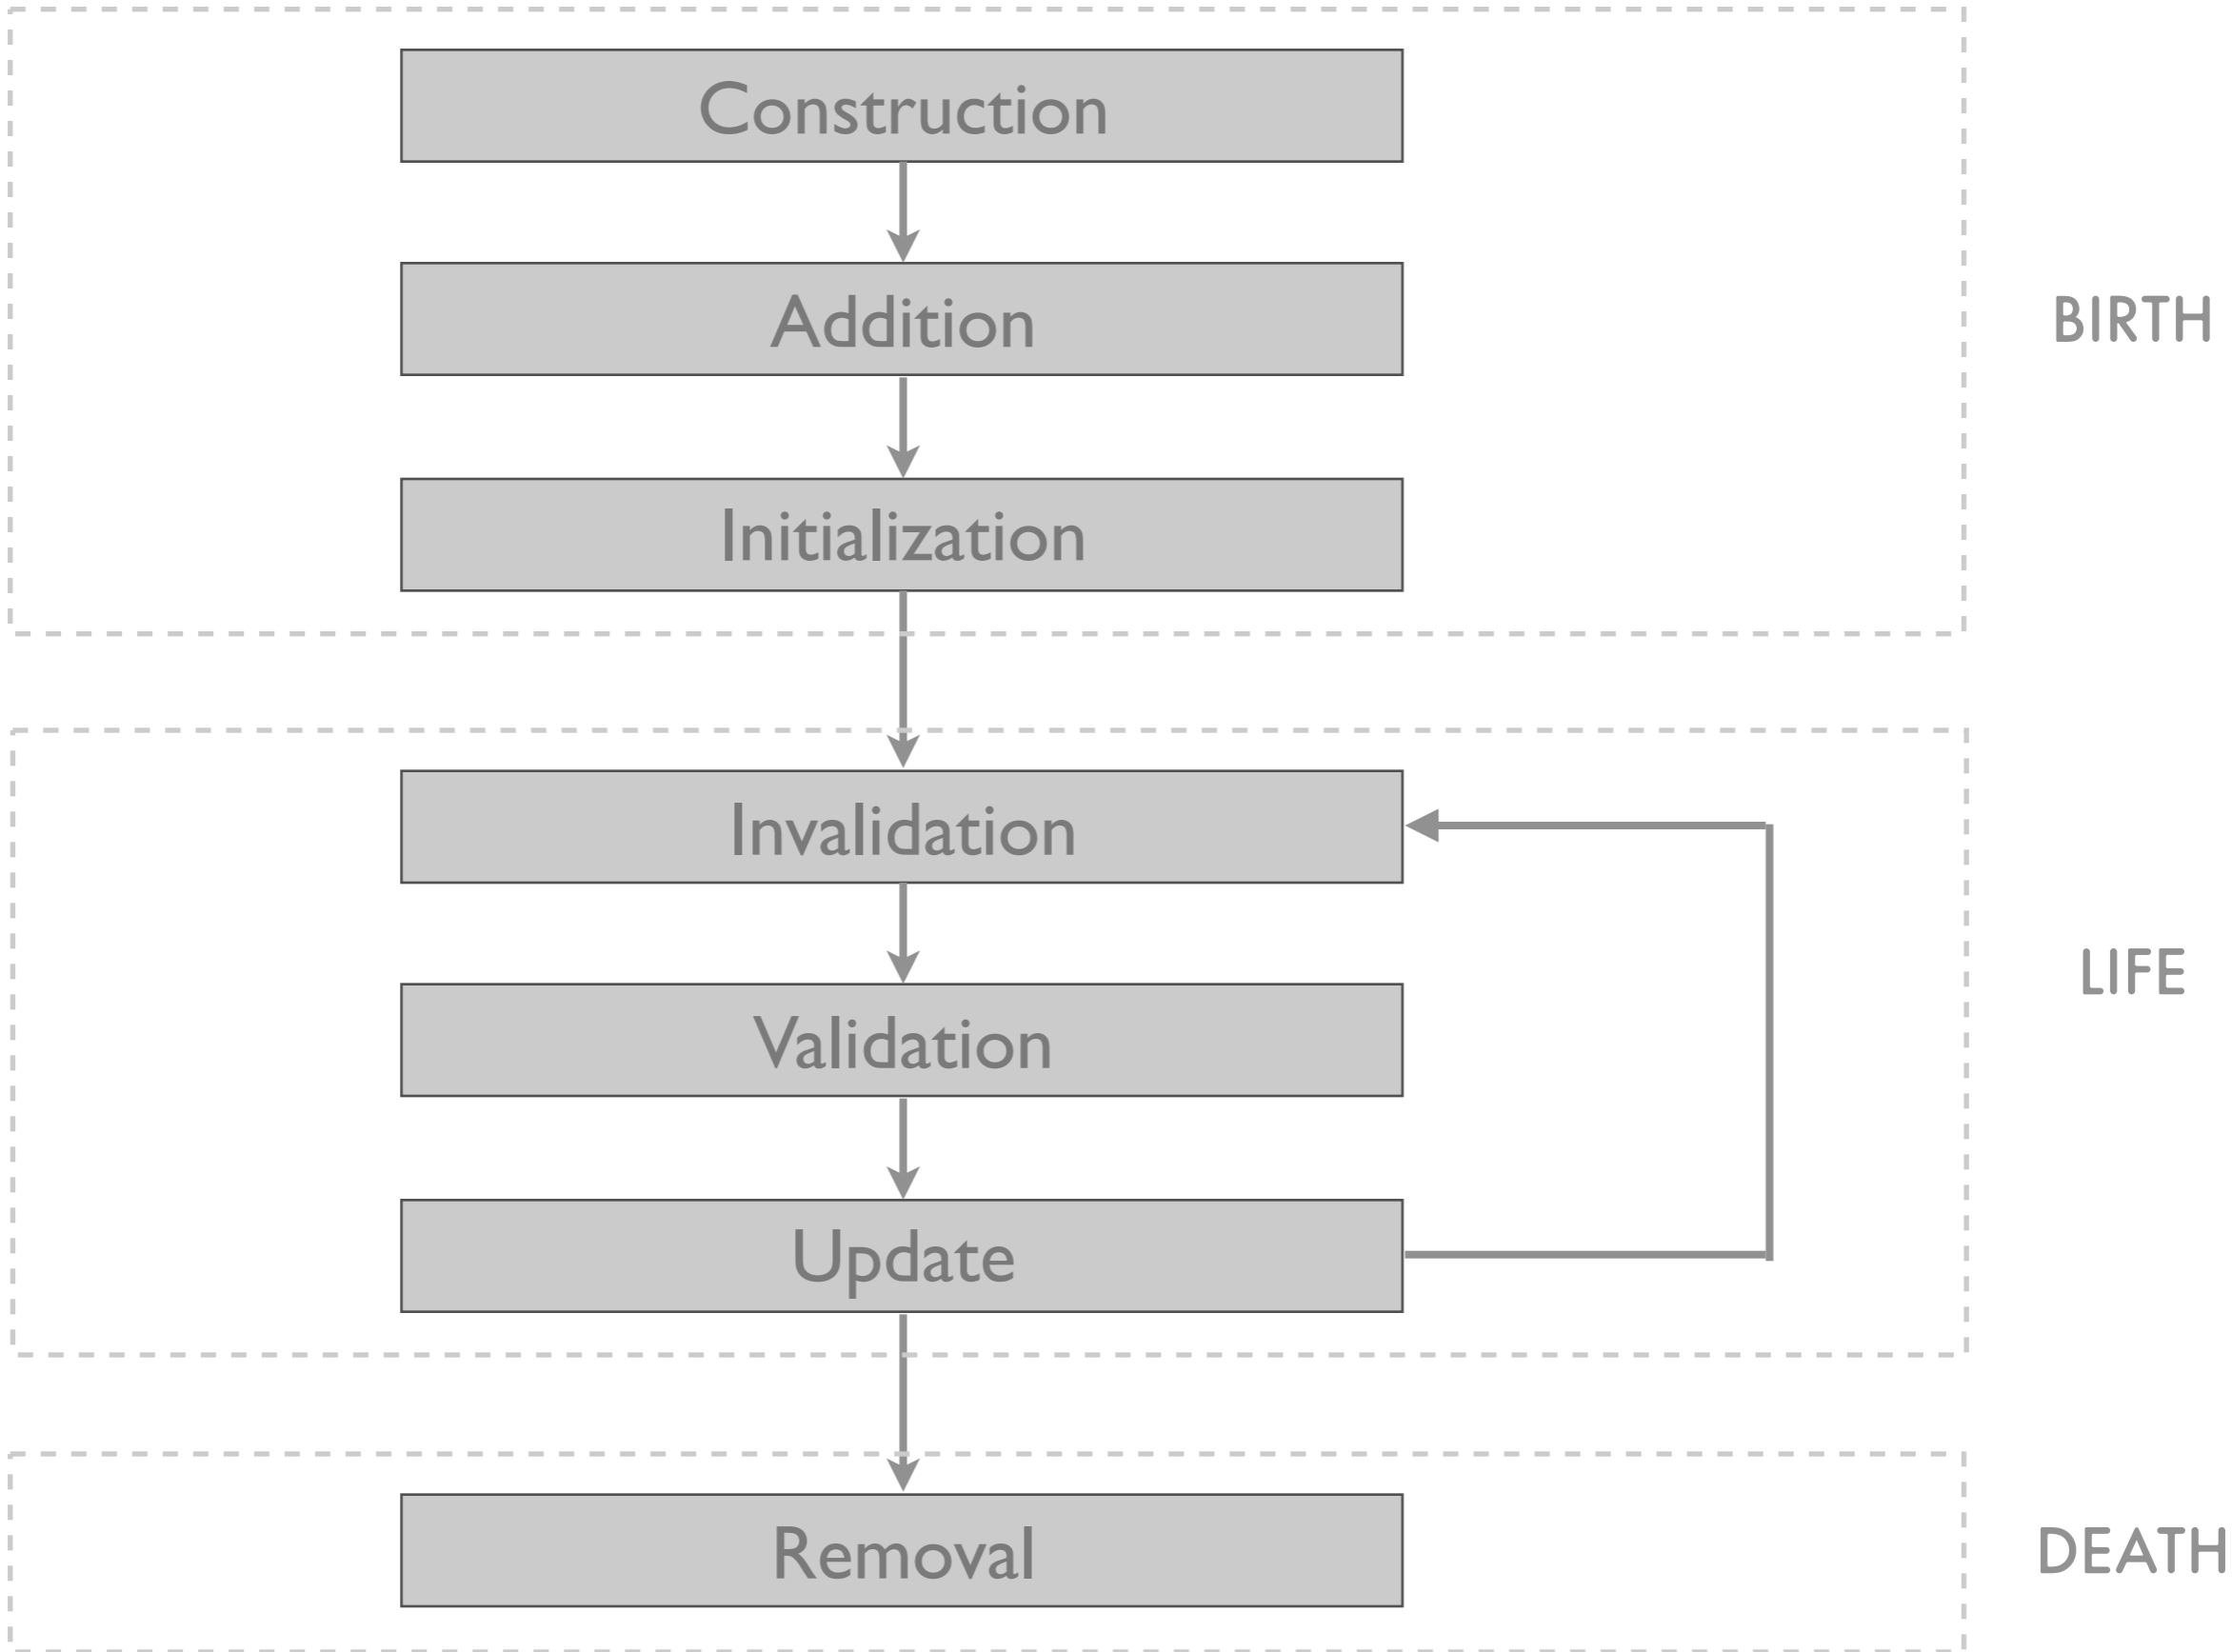 Construction
Addition
BIRTH
Initialization
Invalidation
LIFE
Validation
Update
Removal
DEATH